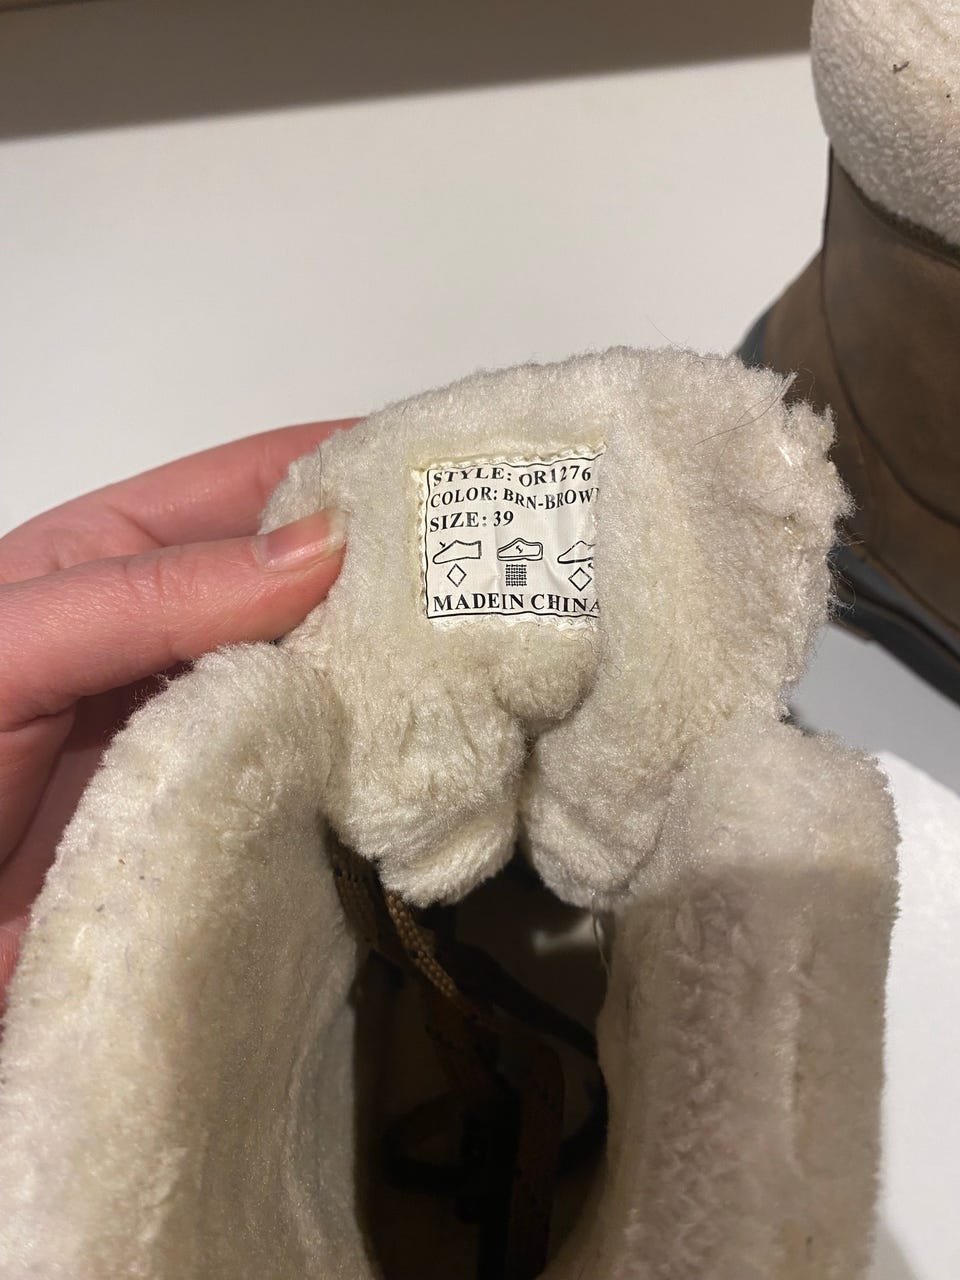 STYLE: OR1276
COLOR: BRN-BROWN
SIZE: 39
MADEIN CHINA